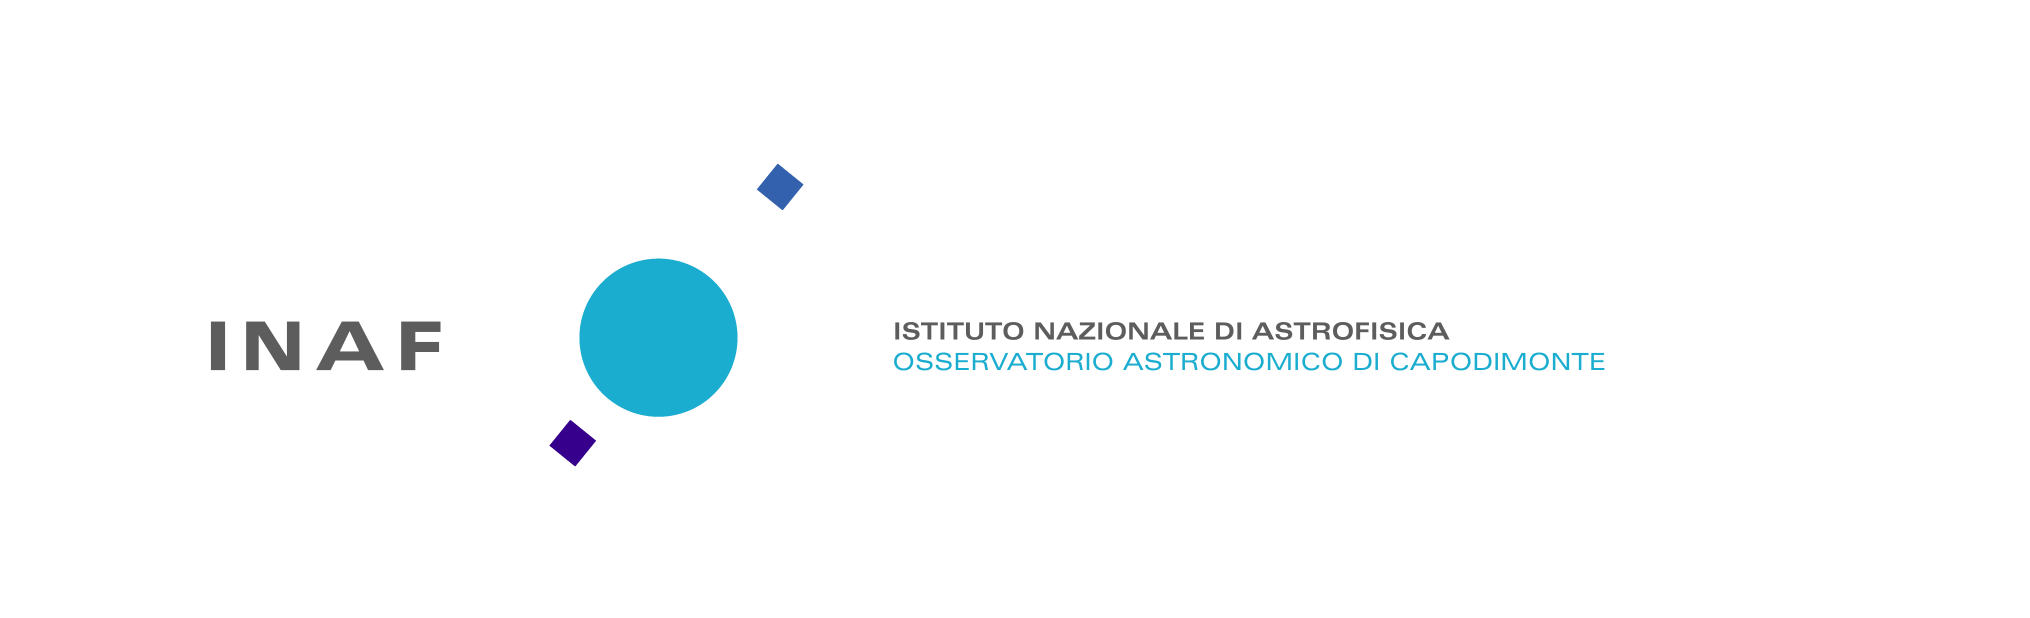 INAF
ISTITUTO NAZIONALE DI ASTROFISICA
OSSERVATORIO ASTRONOMICO DI CAPODIMONTE